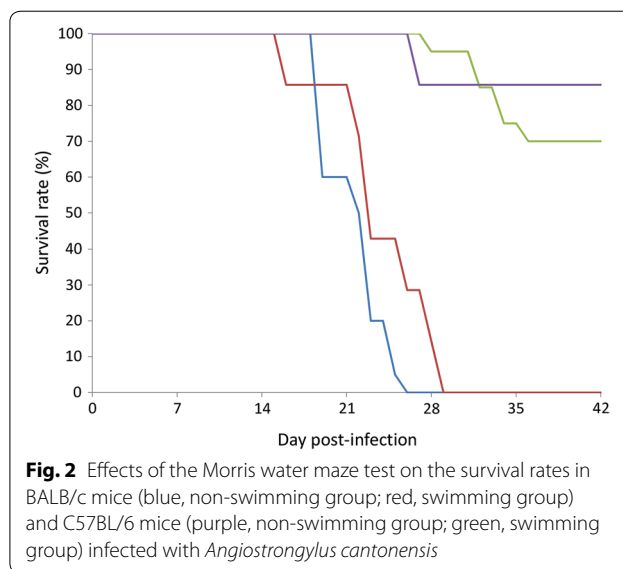 100
90
80
70
60
50
40
30
20
10
0
Survival rate (%)
0 7 14 21 28 35 42
Day post-infection
Fig. 2 Effects of the Morris water maze test on the survival rates in
BALB/c mice (blue, non-swimming group; red, swimming group)
and C57BL/6 mice (purple, non-swimming group; green, swimming
group) infected with Angiostrongylus cantonensis